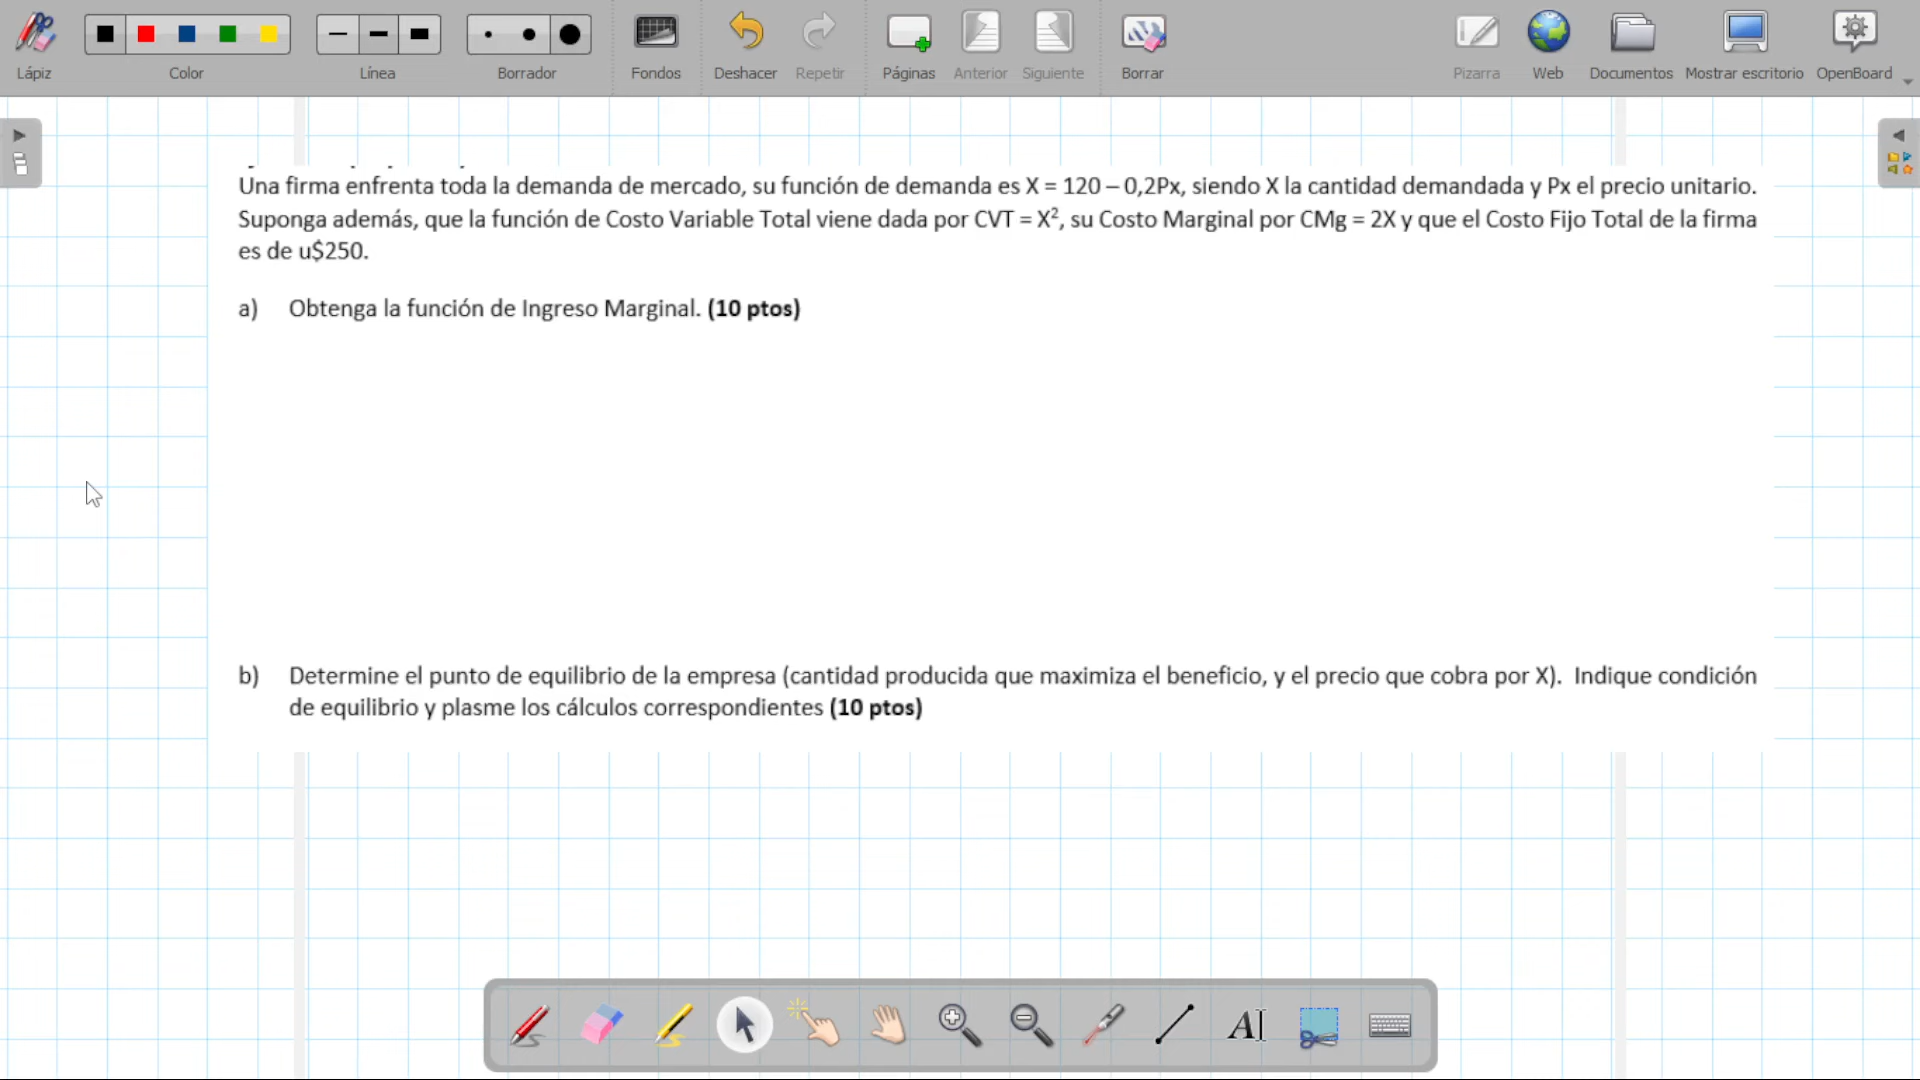 Lápiz
Color
Línea
Borrador
Fondos
Deshacer
Repetir
Páginas
Anterior
Siguiente
Borrar
Pizarra
Web
Documentos
Mostrar escritorio
OpenBoard
Una firma enfrenta toda la demanda de mercado, su función de demanda es X = 120 – 0,2Px, siendo X la cantidad demandada y Px el precio unitario.
Suponga además, que la función de Costo Variable Total viene dada por CVT = X², su Costo Marginal por CMg = 2X y que el Costo Fijo Total de la firma
es de u$250.
a) Obtenga la función de Ingreso Marginal. (10 ptos)
b) Determine el punto de equilibrio de la empresa (cantidad producida que maximiza el beneficio, y el precio que cobra por X). Indique condición
de equilibrio y plasme los cálculos correspondientes (10 ptos)
AI